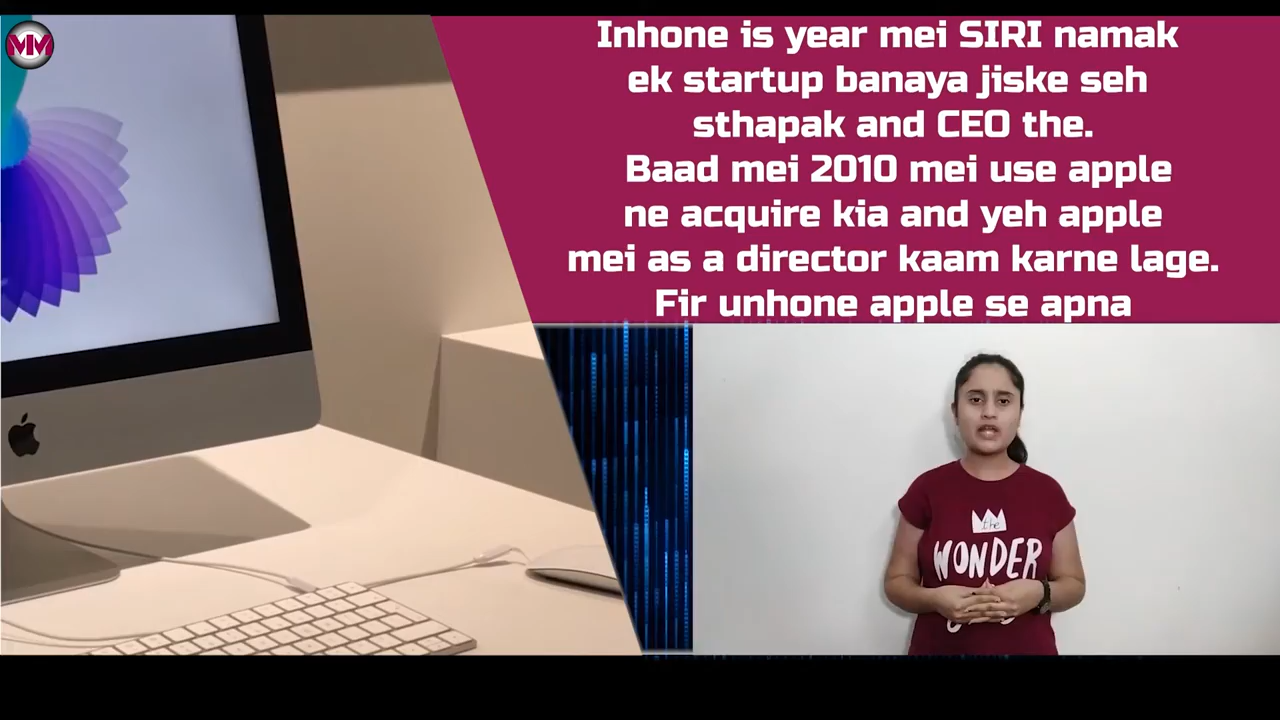 MM
Inhone is year mei SIRI namak
ek startup banaya jiske seh
sthapak and CEO the.
Baad mei 2010 mei use apple
ne acquire kia and yeh apple
mei as a director kaam karne lage.
Fir unhone apple se apna
the
WONDER